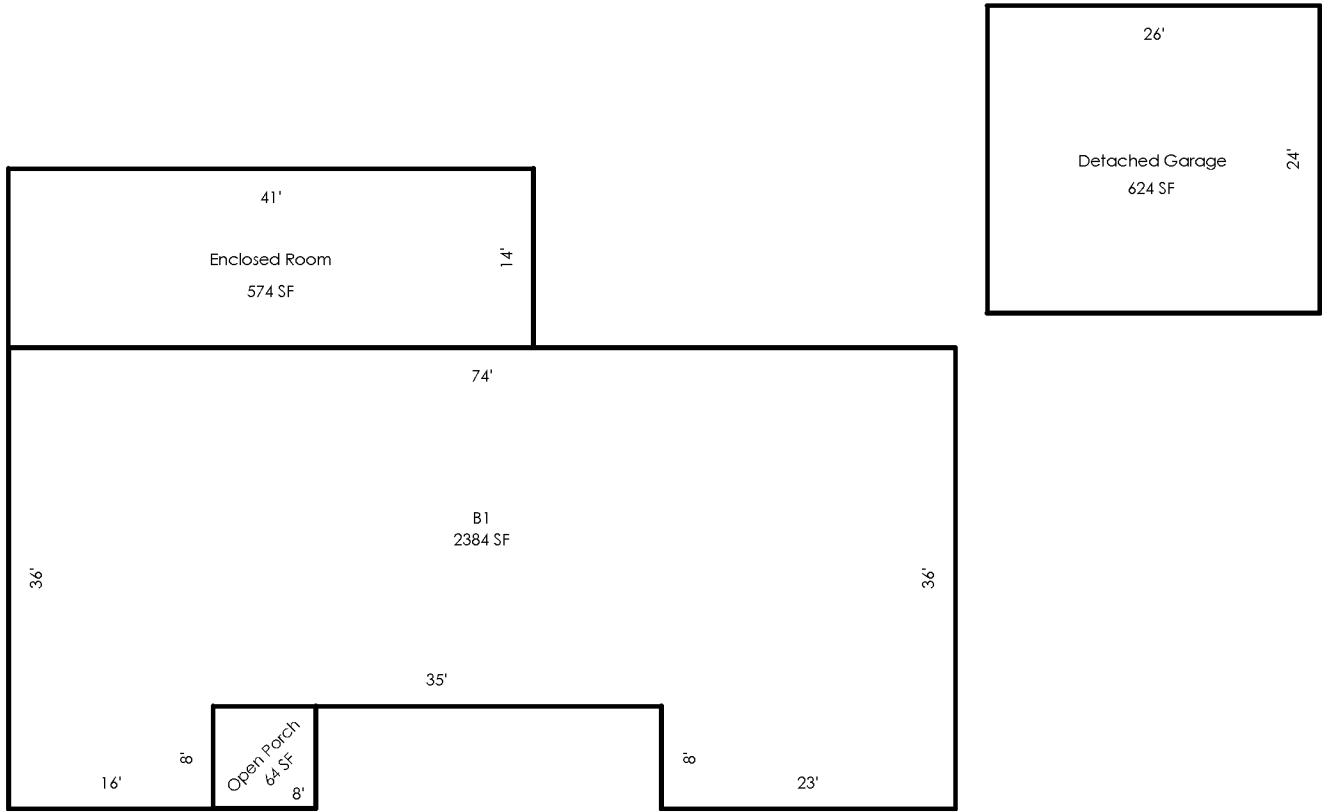 26'
Detached Garage
24'
624 SF
41'
14'
Enclosed Room
574 SF
74'
B1
2384 SF
36'
36'
35'
Open Porch
64 SF
8'
8'
8'
16'
23'